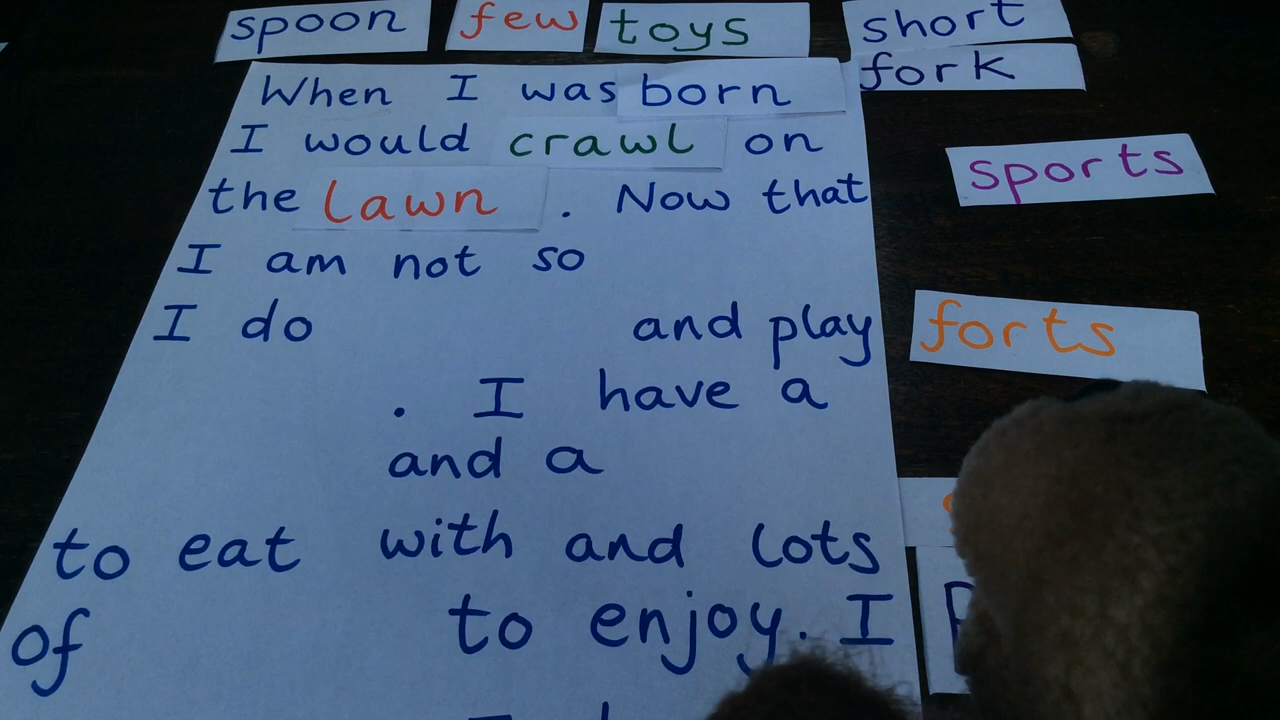 spoon few toys short
fork
When I was born
I would crawl on
the lawn . Now that
sports
I am not so
I do and play
forts
. I have a
and a
to eat with and lots
of to enjoy. I